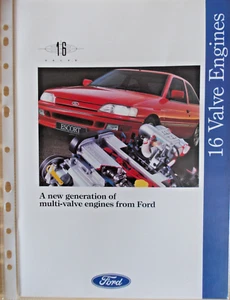 16
VALVE
ESCORT
A new generation of
multi-valve engines from Ford
Ford
16 Valve Engines